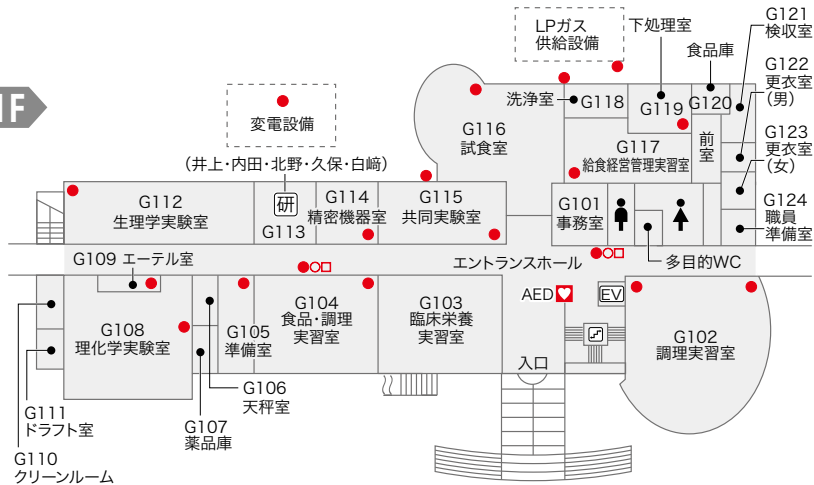 1F
変電設備
LPガス
供給設備
下処理室
食品庫
G121
検収室
G122
更衣室
(男)
G123
更衣室
(女)
G124
職員
準備室
洗浄室
G118
G119
G120
G116
試食室
G117
給食経営管理実習室
前室
(井上・内田・北野・久保・白﨑)
研
G113
G112
生理学実験室
G114
精密機器室
G115
共同実験室
G101
事務室
G109 エーテル室
エントランスホール
多目的WC
AED
EV
G108
理化学実験室
G105
準備室
G104
食品・調理
実習室
G103
臨床栄養
実習室
G102
調理実習室
入口
G106
天秤室
G107
薬品庫
G111
ドラフト室
G110
クリーンルーム